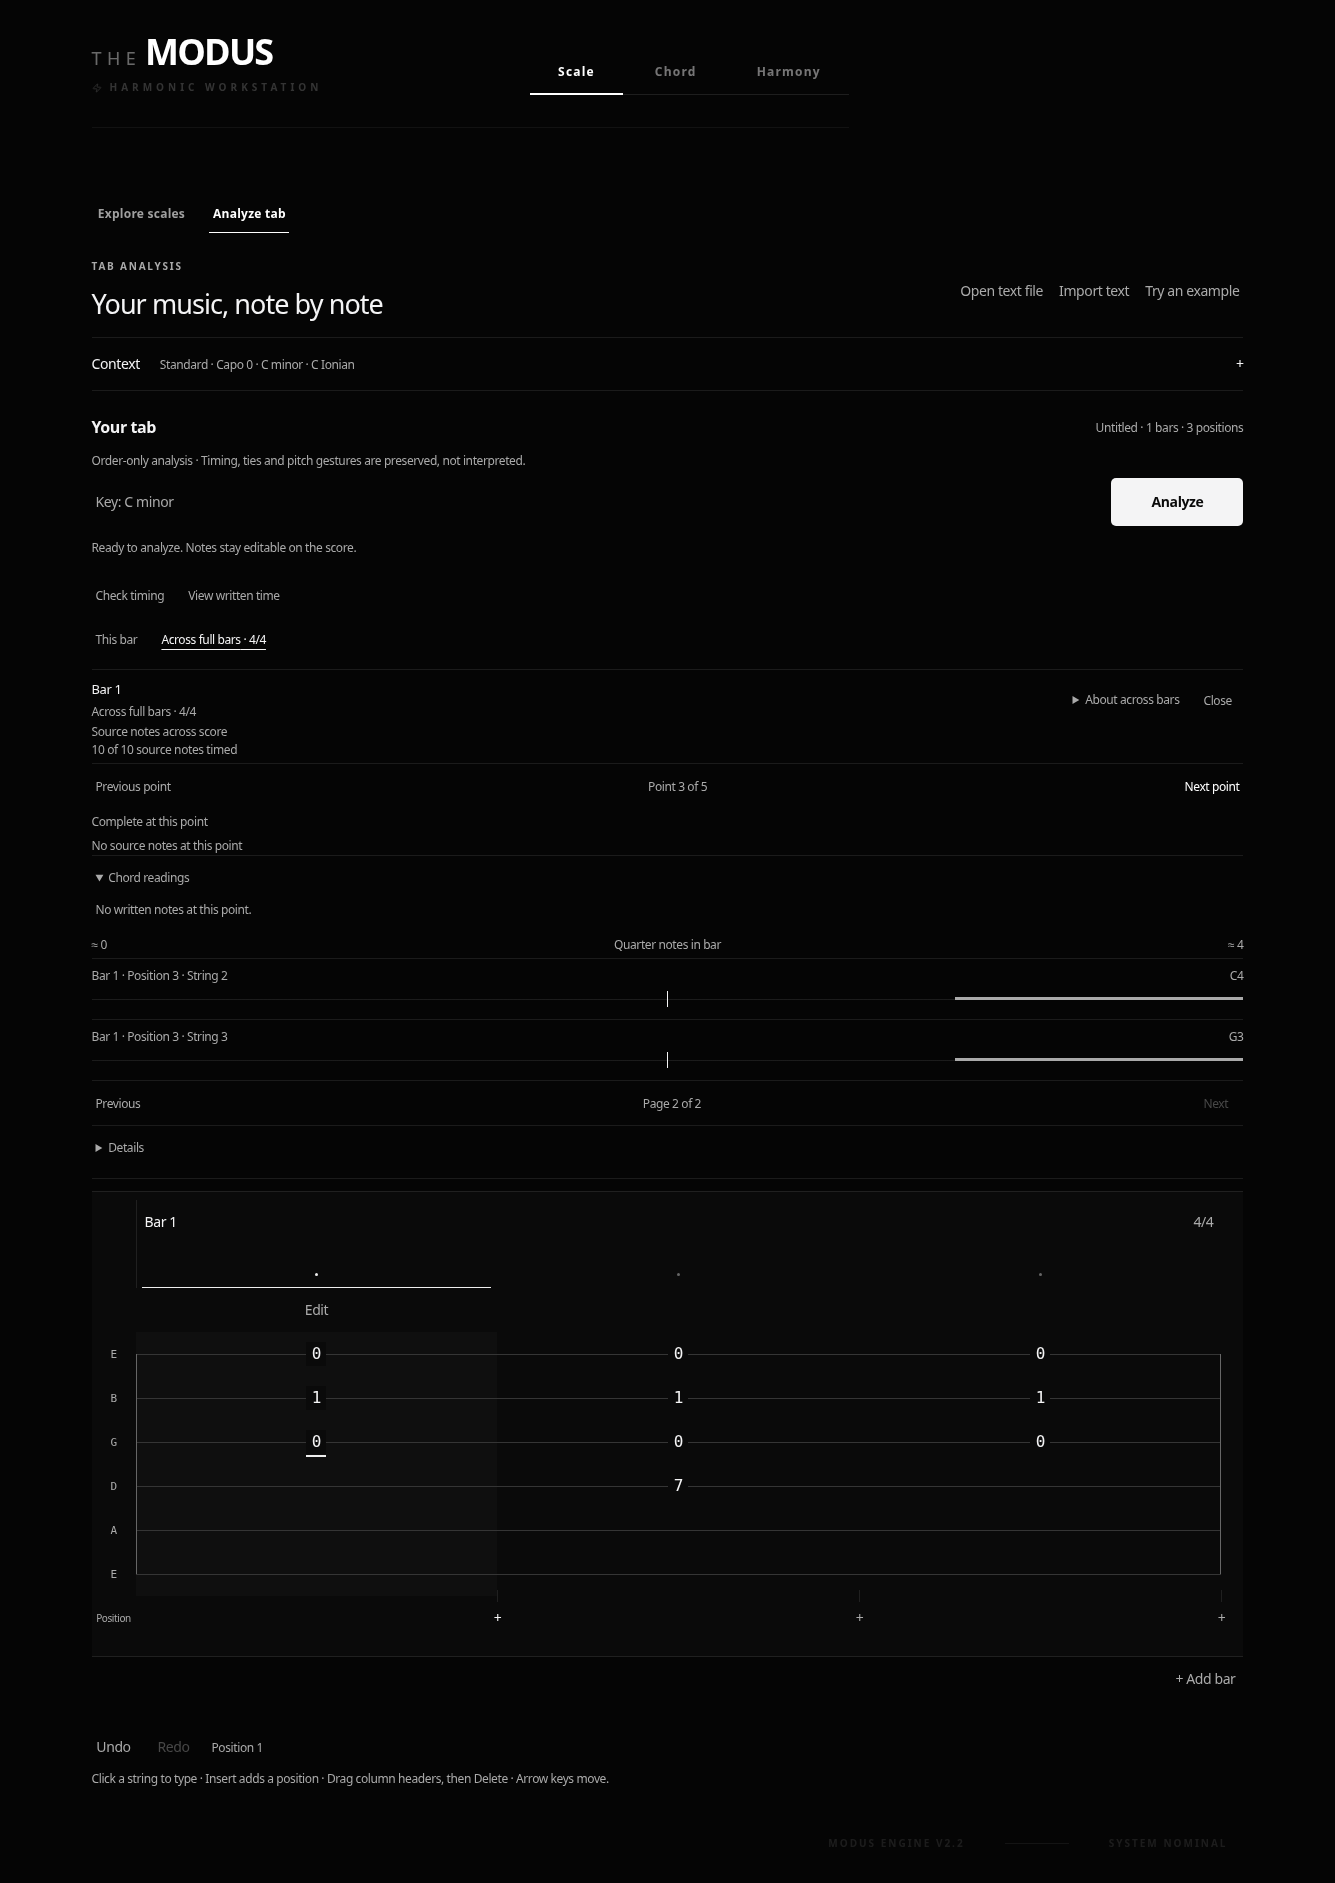 THE MODUS
HARMONIC WORKSTATION
Scale Chord Harmony
Explore scales Analyze tab
TAB ANALYSIS
Your music, note by note
Open text file Import text Try an example
Context Standard · Capo 0 · C minor · C Ionian +
Your tab Untitled · 1 bars · 3 positions
Order-only analysis · Timing, ties and pitch gestures are preserved, not interpreted.
Key: C minor Analyze
Ready to analyze. Notes stay editable on the score.
Check timing View written time
This bar Across full bars · 4/4
Bar 1
Across full bars · 4/4
Source notes across score
10 of 10 source notes timed
▶ About across bars Close
Previous point Point 3 of 5 Next point
Complete at this point
No source notes at this point
▼ Chord readings
No written notes at this point.
≈ 0 Quarter notes in bar ≈ 4
Bar 1 · Position 3 · String 2 C4
Bar 1 · Position 3 · String 3 G3
Previous Page 2 of 2 Next
▶ Details
Bar 1 4/4
· · ·
Edit
E 0 0 0
B 1 1 1
G 0 0 0
D 7
A
E
Position + + +
+ Add bar
Undo Redo Position 1
Click a string to type · Insert adds a position · Drag column headers, then Delete · Arrow keys move.
MODUS ENGINE V2.2 SYSTEM NOMINAL